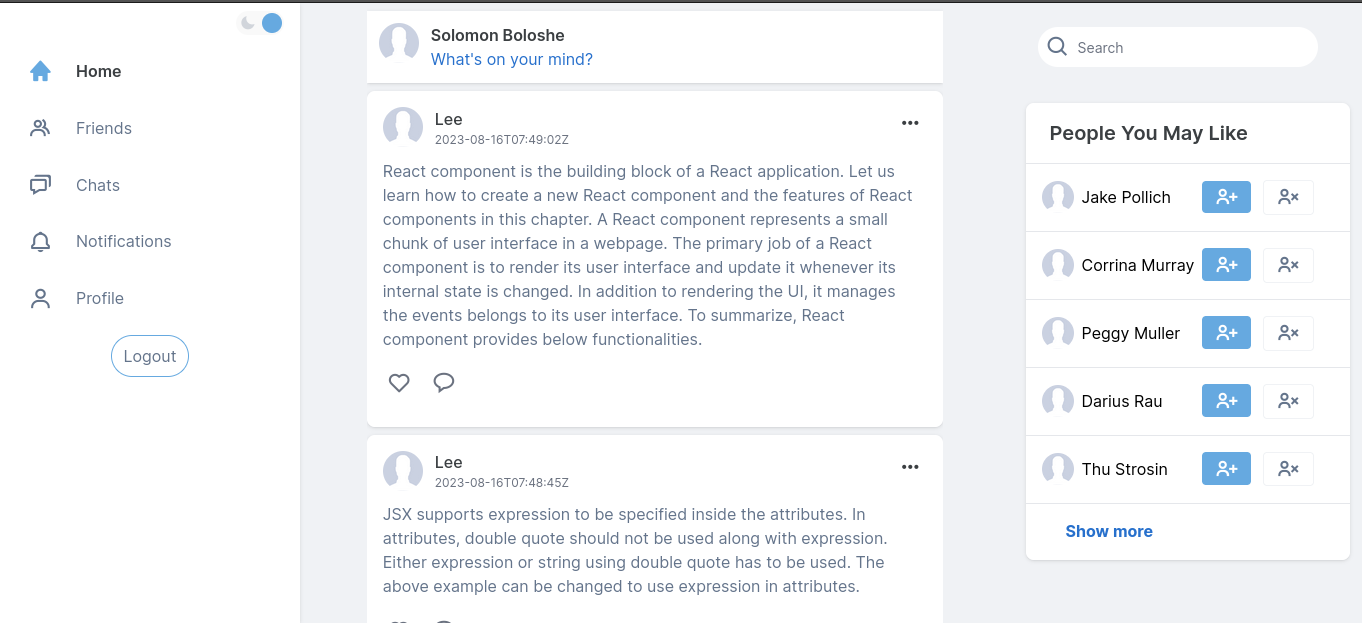 Home
Friends
Chats
Notifications
Profile
Logout
Solomon Boloshe
What's on your mind?
Lee
2023-08-16T07:49:02Z
React component is the building block of a React application. Let us
learn how to create a new React component and the features of React
components in this chapter. A React component represents a small
chunk of user interface in a webpage. The primary job of a React
component is to render its user interface and update it whenever its
internal state is changed. In addition to rendering the UI, it manages
the events belongs to its user interface. To summarize, React
component provides below functionalities.
Lee
2023-08-16T07:48:45Z
JSX supports expression to be specified inside the attributes. In
attributes, double quote should not be used along with expression.
Either expression or string using double quote has to be used. The
above example can be changed to use expression in attributes.
Search
People You May Like
Jake Pollich
Corrina Murray
Peggy Muller
Darius Rau
Thu Strosin
Show more